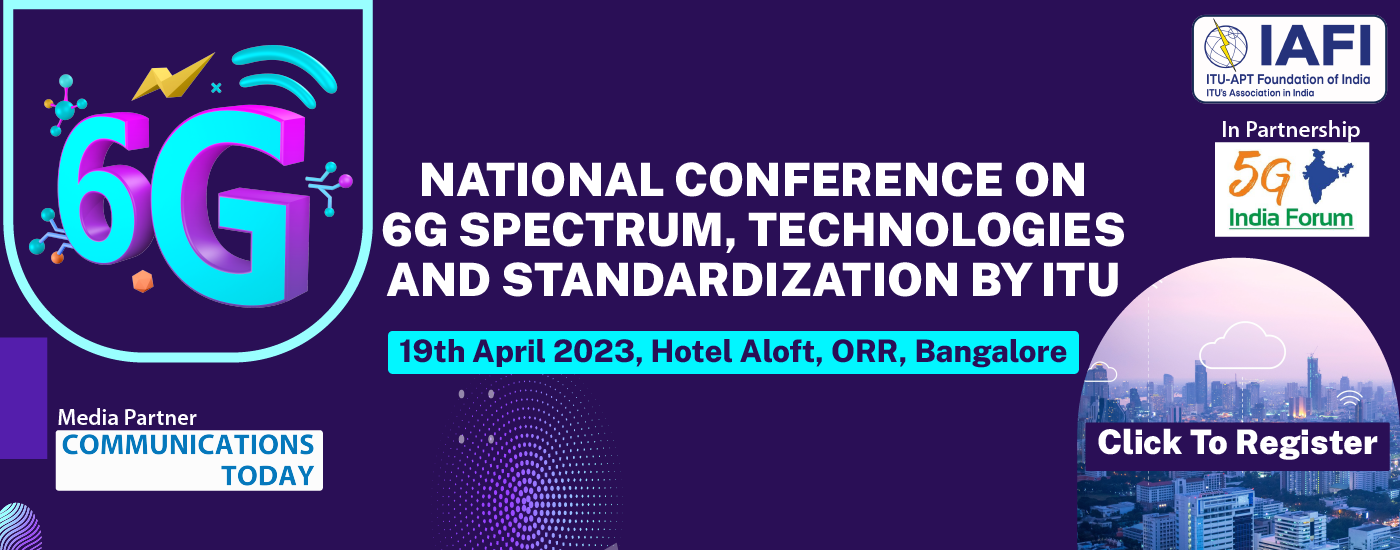 6G
IAFI
ITU-APT Foundation of India
ITU's Association in India
In Partnership
5G
India Forum
NATIONAL CONFERENCE ON
6G SPECTRUM, TECHNOLOGIES
AND STANDARDIZATION BY ITU
19th April 2023, Hotel Aloft, ORR, Bangalore
Media Partner
COMMUNICATIONS
TODAY
Click To Register